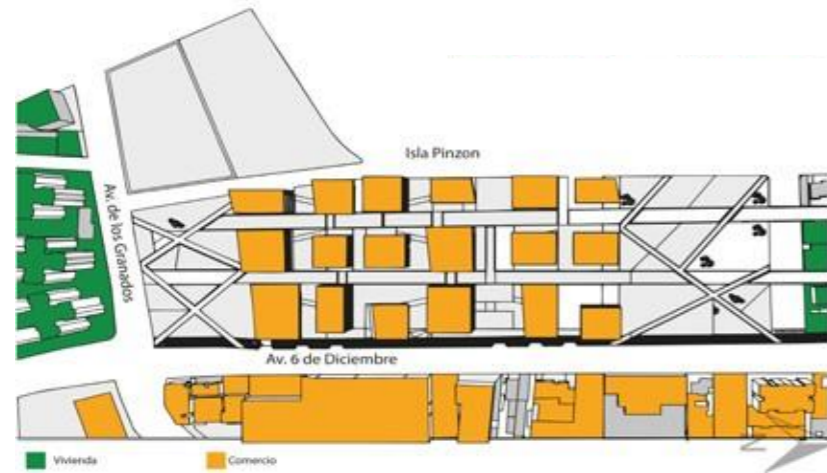 Isla Pinzon
Av. de los Granados
Av. 6 de Diciembre
Vivienda
Comercio
N